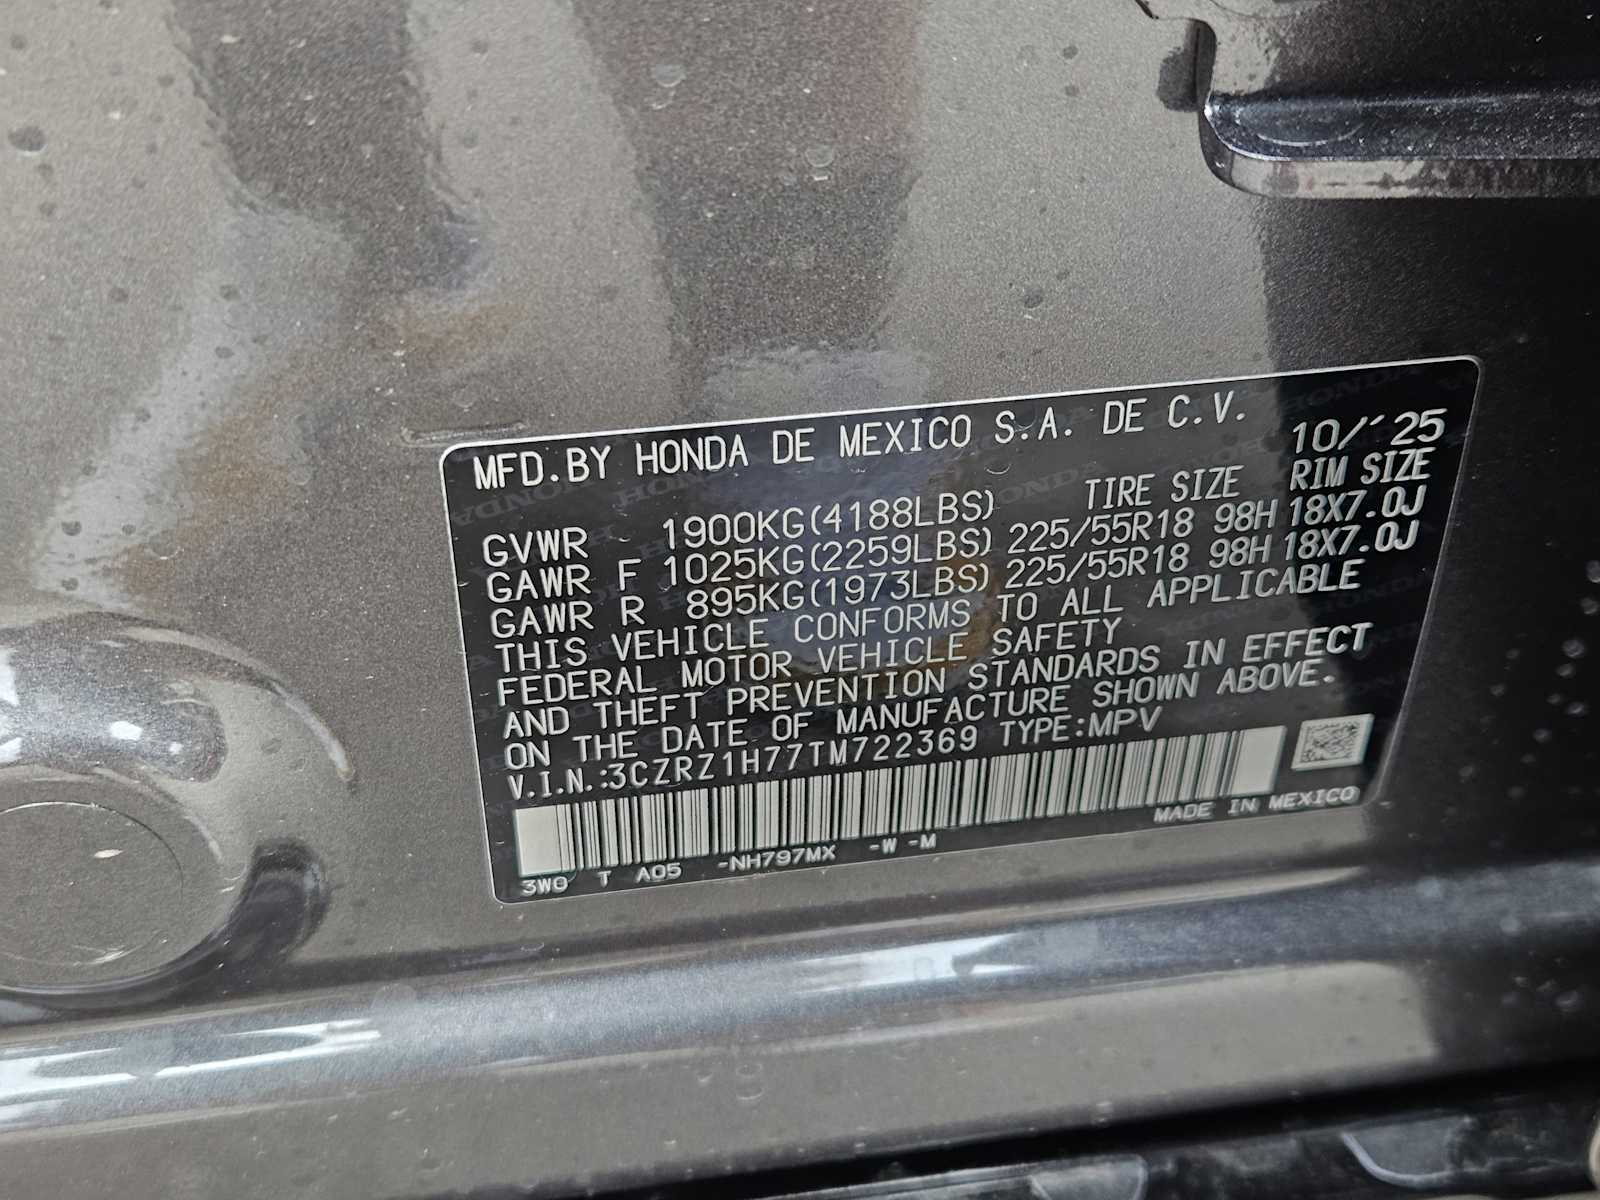 MFD.BY HONDA DE MEXICO S.A. DE C.V. 10/'25
TIRE SIZE RIM SIZE
GVWR 1900KG(4188LBS)
GAWR F 1025KG(2259LBS) 225/55R18 98H 18X7.0J
GAWR R 895KG(1973LBS) 225/55R18 98H 18X7.0J
THIS VEHICLE CONFORMS TO ALL APPLICABLE
FEDERAL MOTOR VEHICLE SAFETY
AND THEFT PREVENTION STANDARDS IN EFFECT
ON THE DATE OF MANUFACTURE SHOWN ABOVE.
V.I.N.:3CZRZ1H77TM722369 TYPE:MPV
MADE IN MEXICO
3W0 T A05 -NH797MX -W -M